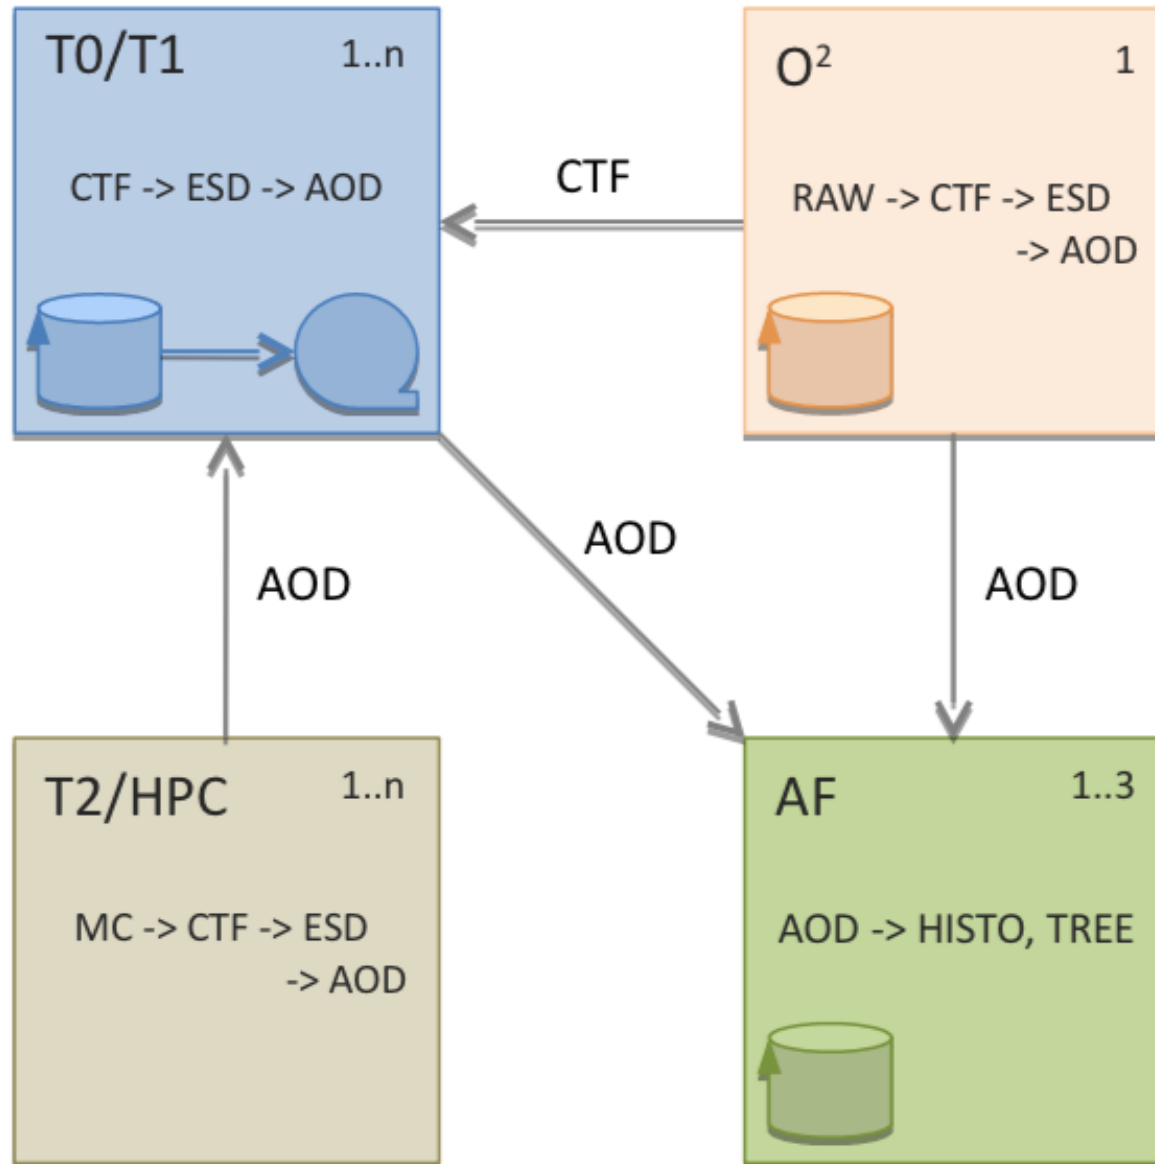 T0/T1 1..n
CTF -> ESD -> AOD
CTF
O² 1
RAW -> CTF -> ESD
-> AOD
AOD
AOD
AOD
T2/HPC 1..n
MC -> CTF -> ESD
-> AOD
AF 1..3
AOD -> HISTO, TREE